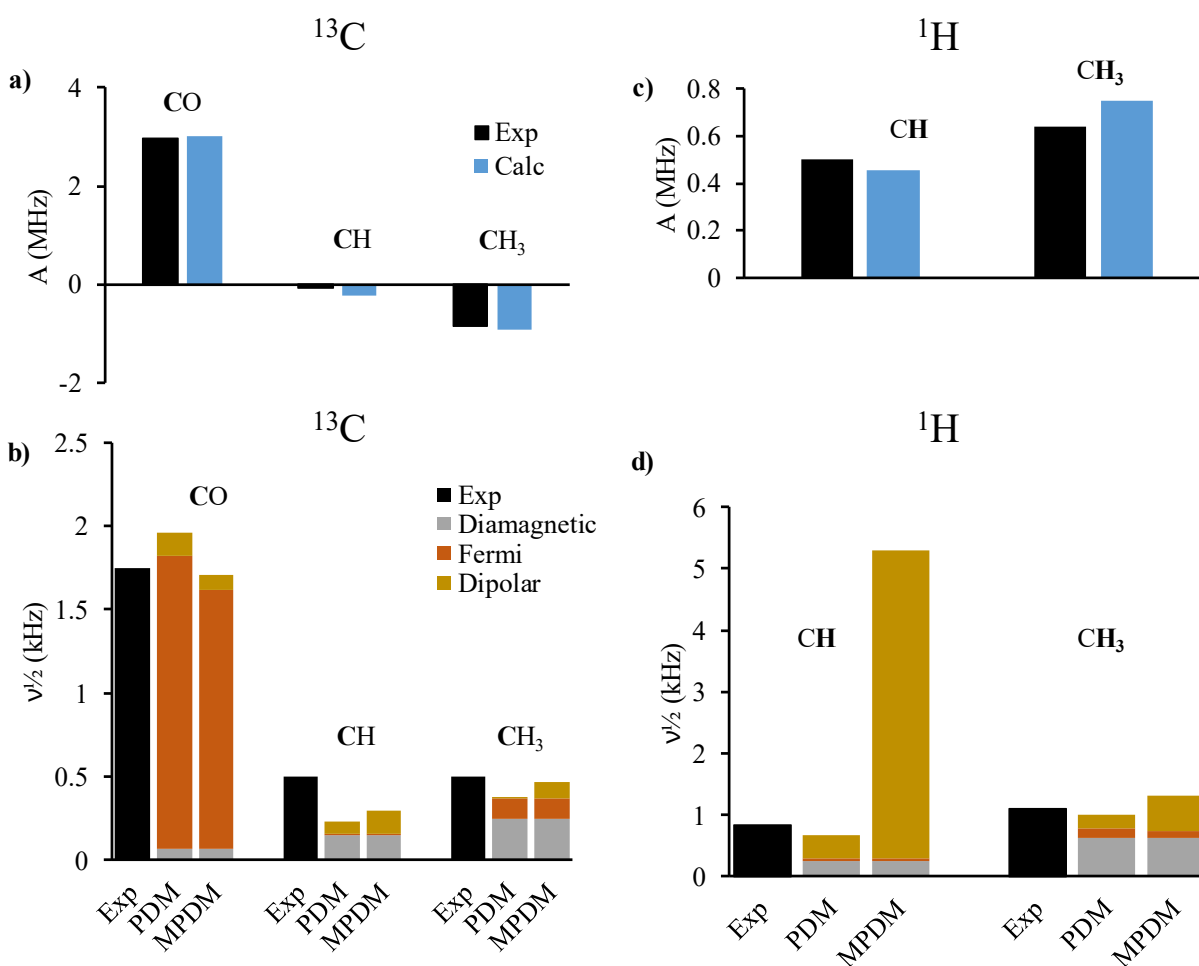 ¹³C
a)
CO
CH
CH₃
Exp
Calc
A (MHz)
4
2
0
-2
¹H
c)
CH
CH₃
A (MHz)
0.8
0.6
0.4
0.2
0
¹³C
b)
CO
CH
CH₃
Exp
Diamagnetic
Fermi
Dipolar
ν½ (kHz)
2.5
2
1.5
1
0.5
0
Exp PDM MPDM Exp PDM MPDM Exp PDM MPDM
¹H
d)
CH
CH₃
ν½ (kHz)
6
5
4
3
2
1
0
Exp PDM MPDM Exp PDM MPDM